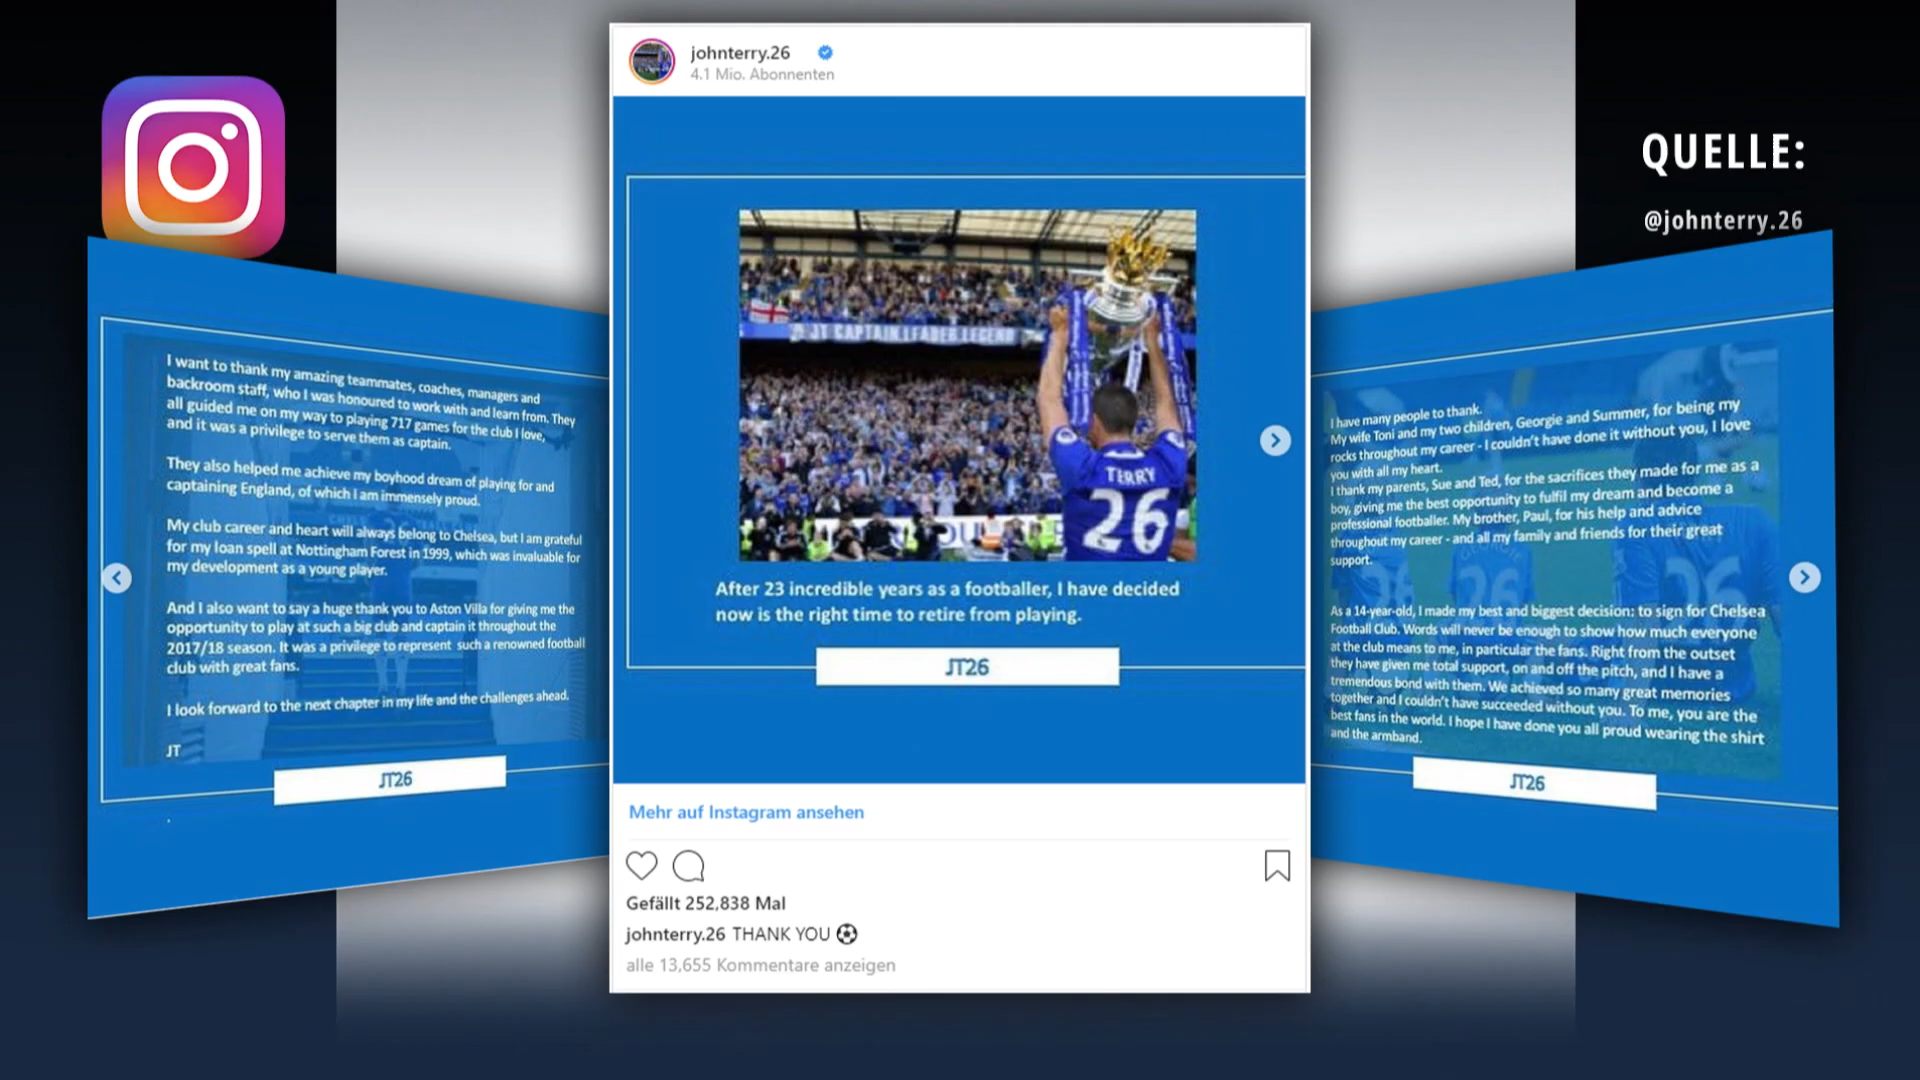 johnterry.26
4.1 Mio. Abonnenten
QUELLE:
@johnterry.26
I want to thank my amazing teammates, coaches, managers and
backroom staff, who I was honoured to work with and learn from. They
all guided me on my way to playing 717 games for the club I love,
and it was a privilege to serve them as captain.
They also helped me achieve my boyhood dream of playing for and
captaining England, of which I am immensely proud.
My club career and heart will always belong to Chelsea, but I am grateful
for my loan spell at Nottingham Forest in 1999, which was invaluable for
my development as a young player.
And I also want to say a huge thank you to Aston Villa for giving me the
opportunity to play at such a big club and captain it throughout the
2017/18 season. It was a privilege to represent such a renowned football
club with great fans.
I look forward to the next chapter in my life and the challenges ahead.
JT
JT26
JT CAPTAIN LEADER LEGEND
TERRY
26
After 23 incredible years as a footballer, I have decided
now is the right time to retire from playing.
JT26
I have many people to thank.
My wife Toni and my two children, Georgie and Summer, for being my
rocks throughout my career - I couldn't have done it without you, I love
you with all my heart.
I thank my parents, Sue and Ted, for the sacrifices they made for me as a
boy, giving me the best opportunity to fulfil my dream and become a
professional footballer. My brother, Paul, for his help and advice
throughout my career - and all my family and friends for their great
support.
GEORGIE
26
26
26
As a 14-year-old, I made my best and biggest decision: to sign for Chelsea
Football Club. Words will never be enough to show how much everyone
at the club means to me, in particular the fans. Right from the outset
they have given me total support, on and off the pitch, and I have a
tremendous bond with them. We achieved so many great memories
together and I couldn't have succeeded without you. To me, you are the
best fans in the world. I hope I have done you all proud wearing the shirt
and the armband.
JT26
Mehr auf Instagram ansehen
Gefällt 252,838 Mal
johnterry.26 THANK YOU ⚽
alle 13,655 Kommentare anzeigen